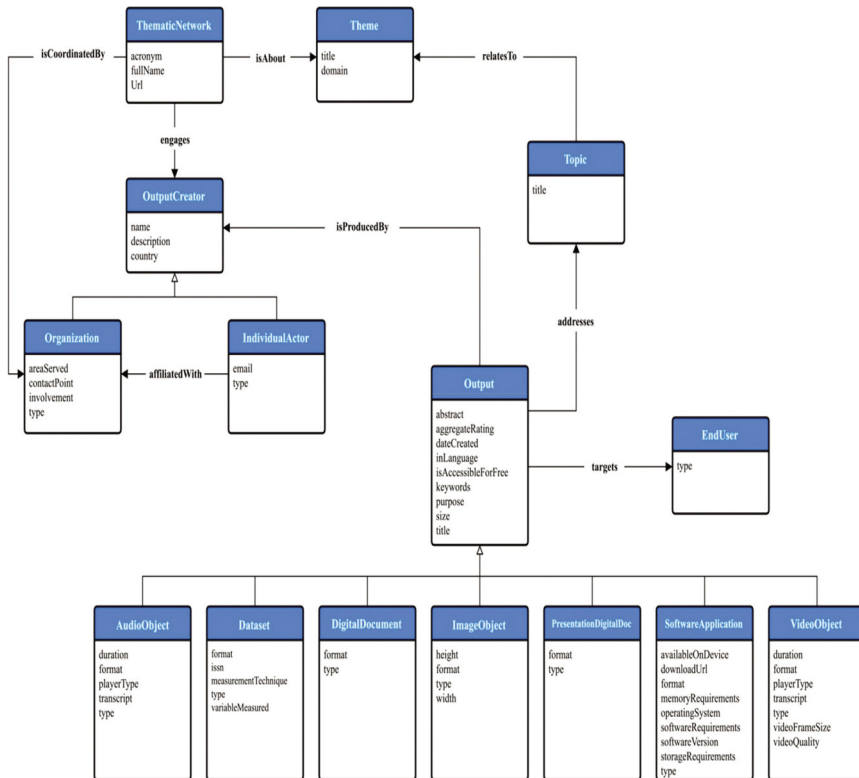 ThematicNetwork
acronym
fullName
Url
isCoordinatedBy
isAbout
Theme
title
domain
relatesTo
engages
Topic
title
OutputCreator
name
description
country
isProducedBy
addresses
Organization
areaServed
contactPoint
involvement
type
affiliatedWith
IndividualActor
email
type
Output
abstract
aggregateRating
dateCreated
inLanguage
isAccessibleForFree
keywords
purpose
size
title
targets
EndUser
type
AudioObject
duration
format
playerType
transcript
type
Dataset
format
issn
measurementTechnique
type
variableMeasured
DigitalDocument
format
type
ImageObject
height
format
type
width
PresentationDigitalDoc
format
type
SoftwareApplication
availableOnDevice
downloadUrl
format
memoryRequirements
operatingSystem
softwareRequirements
softwareVersion
storageRequirements
type
VideoObject
duration
format
playerType
transcript
type
videoFrameSize
videoQuality